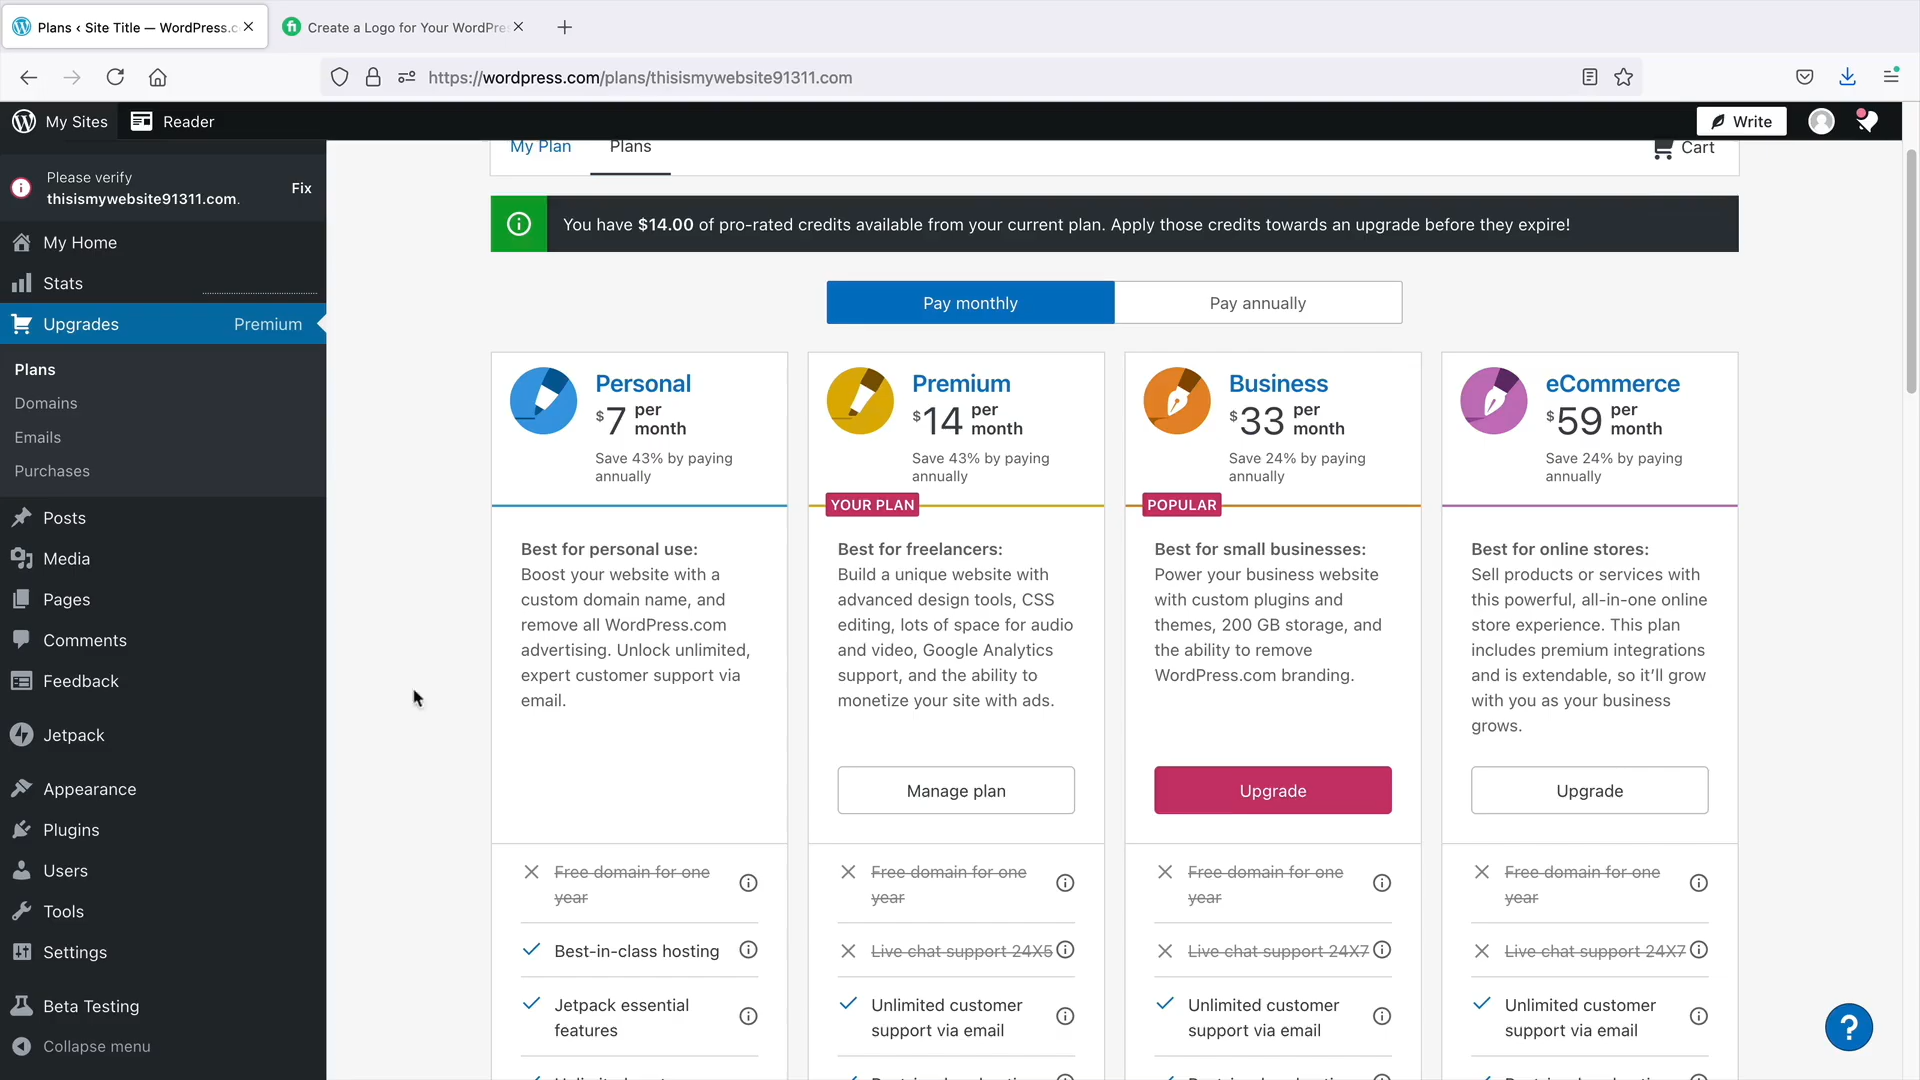 Plans ‹ Site Title — WordPress.c
Create a Logo for Your WordPre
https://wordpress.com/plans/thisismywebsite91311.com
My Sites
Reader
Write
Please verify
thisismywebsite91311.com.
Fix
My Home
Stats
Upgrades
Premium
Plans
Domains
Emails
Purchases
Posts
Media
Pages
Comments
Feedback
Jetpack
Appearance
Plugins
Users
Tools
Settings
Beta Testing
Collapse menu
My Plan
Plans
Cart
You have $14.00 of pro-rated credits available from your current plan. Apply those credits towards an upgrade before they expire!
Pay monthly
Pay annually
Personal
$7 per
month
Save 43% by paying
annually
Best for personal use:
Boost your website with a
custom domain name, and
remove all WordPress.com
advertising. Unlock unlimited,
expert customer support via
email.
Free domain for one
year
Best-in-class hosting
Jetpack essential
features
Premium
$14 per
month
Save 43% by paying
annually
YOUR PLAN
Best for freelancers:
Build a unique website with
advanced design tools, CSS
editing, lots of space for audio
and video, Google Analytics
support, and the ability to
monetize your site with ads.
Manage plan
Free domain for one
year
Live chat support 24X5
Unlimited customer
support via email
Business
$33 per
month
Save 24% by paying
annually
POPULAR
Best for small businesses:
Power your business website
with custom plugins and
themes, 200 GB storage, and
the ability to remove
WordPress.com branding.
Upgrade
Free domain for one
year
Live chat support 24X7
Unlimited customer
support via email
eCommerce
$59 per
month
Save 24% by paying
annually
Best for online stores:
Sell products or services with
this powerful, all-in-one online
store experience. This plan
includes premium integrations
and is extendable, so it’ll grow
with you as your business
grows.
Upgrade
Free domain for one
year
Live chat support 24X7
Unlimited customer
support via email
?